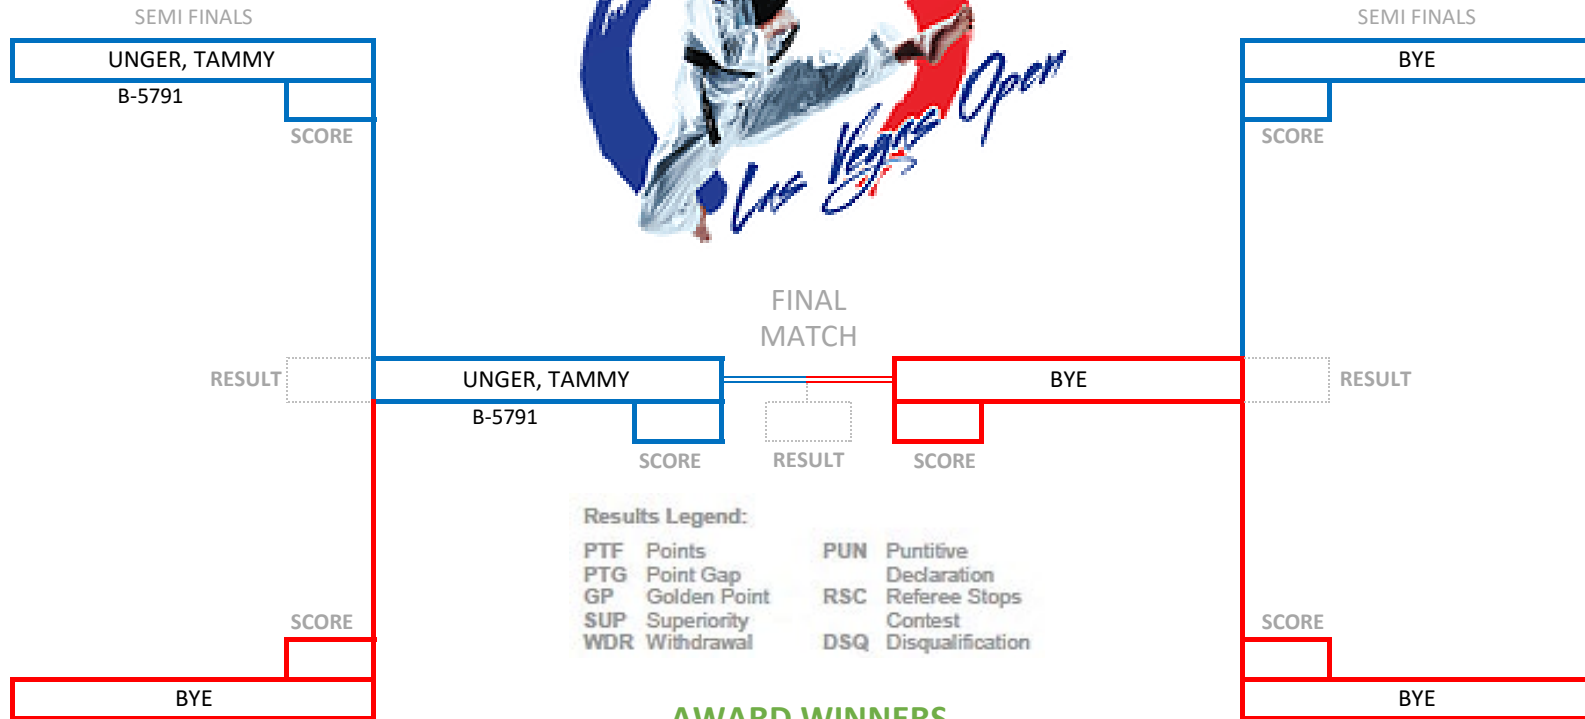 SEMI FINALS
SEMI FINALS
UNGER, TAMMY
BYE
B-5791
SCORE
SCORE
Las Vegas Open
FINAL
MATCH
RESULT
UNGER, TAMMY
BYE
RESULT
B-5791
SCORE
RESULT
SCORE
Results Legend:
PTF Points
PTG Point Gap
GP Golden Point
SUP Superiority
WDR Withdrawal
PUN Puntitive
Declaration
RSC Referee Stops
Contest
DSQ Disqualification
SCORE
SCORE
BYE
BYE
AWARD WINNERS